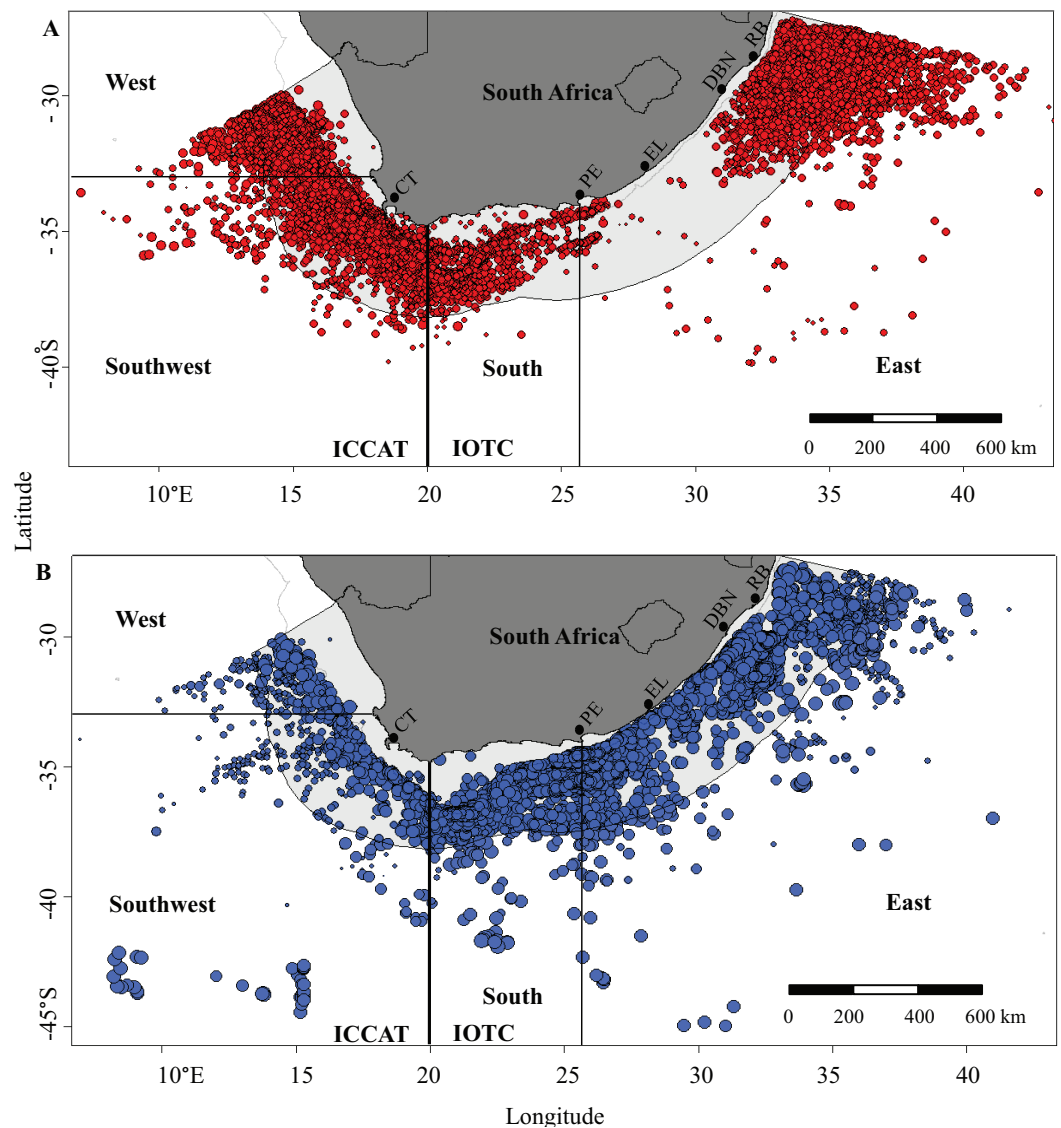 A
West
South Africa
RB
DBN
EL
PE
CT
Southwest
South
East
ICCAT
IOTC
0
200
400
600 km
-30
-35
-40°S
10°E
15
20
25
30
35
40
Latitude
B
West
South Africa
RB
DBN
EL
PE
CT
Southwest
South
East
ICCAT
IOTC
0
200
400
600 km
-30
-35
-40
-45°S
10°E
15
20
25
30
35
40
Longitude